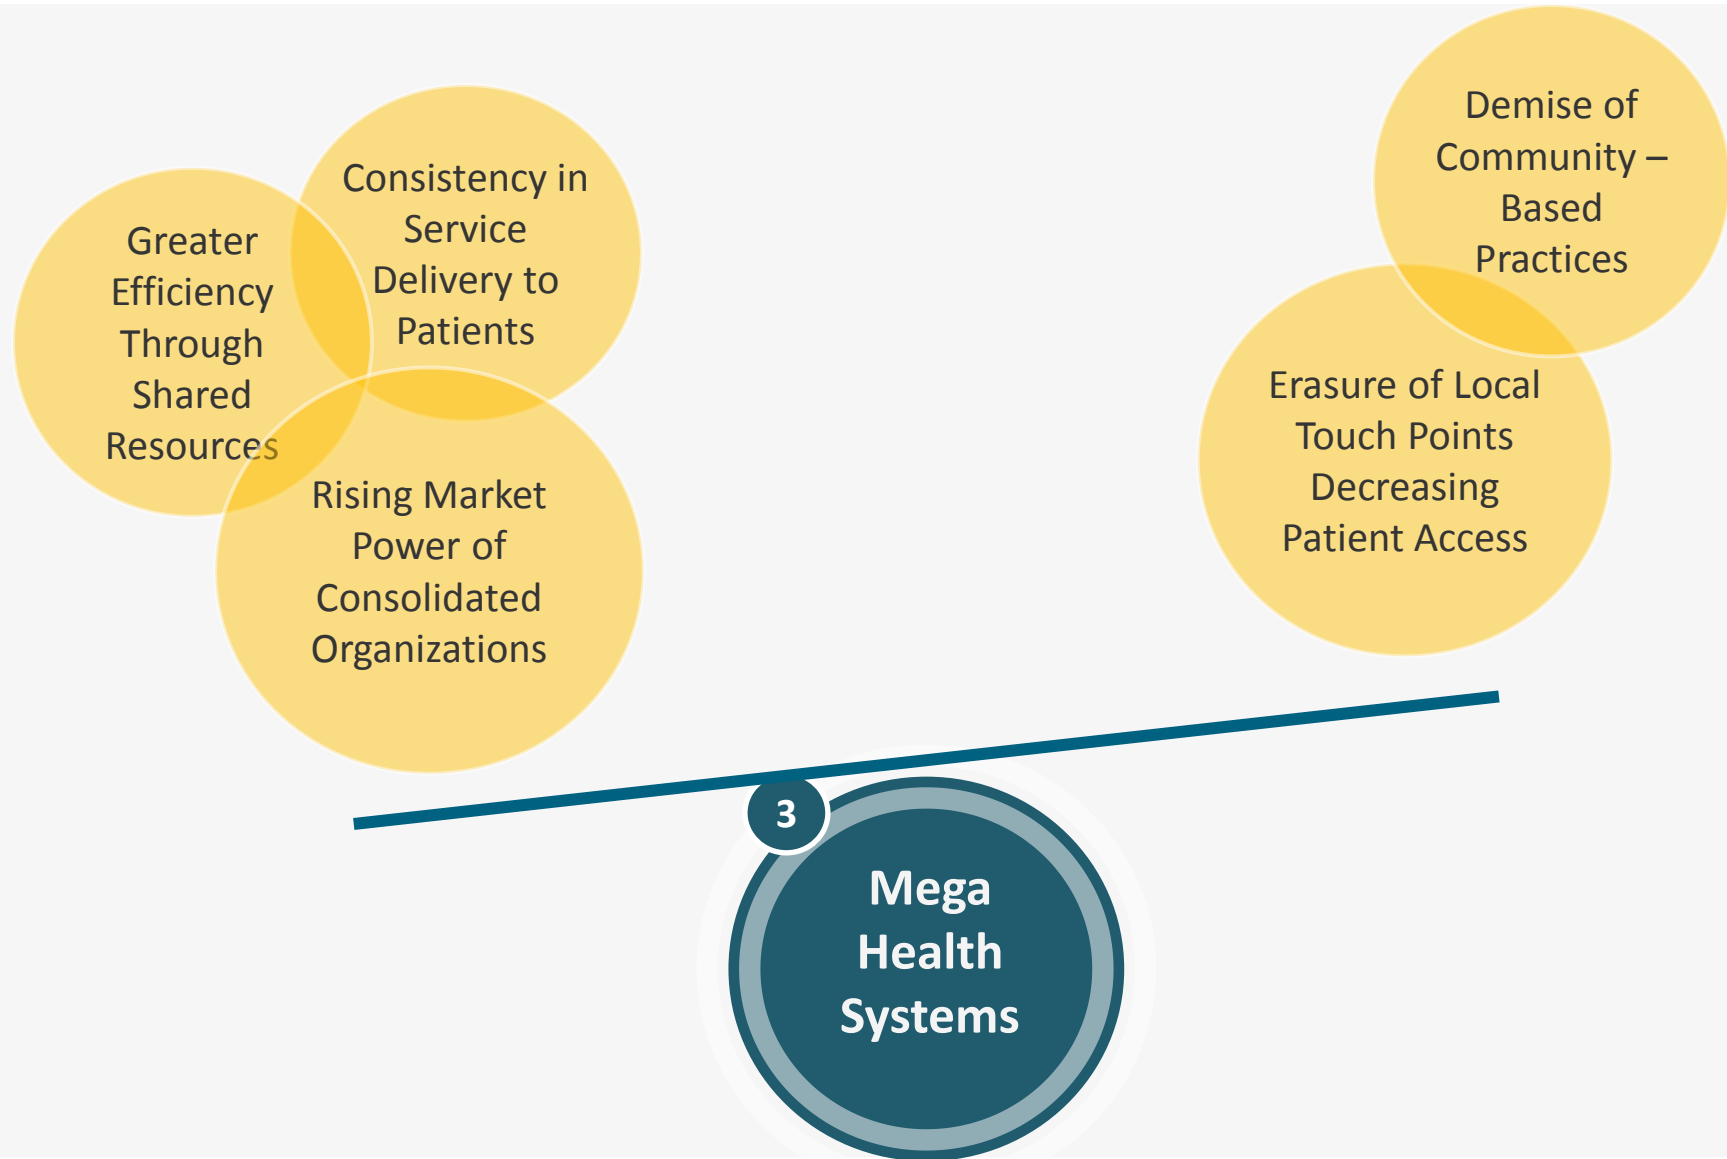 Greater
Efficiency
Through
Shared
Resources
Consistency in
Service
Delivery to
Patients
Rising Market
Power of
Consolidated
Organizations
Demise of
Community –
Based
Practices
Erasure of Local
Touch Points
Decreasing
Patient Access
3
Mega
Health
Systems